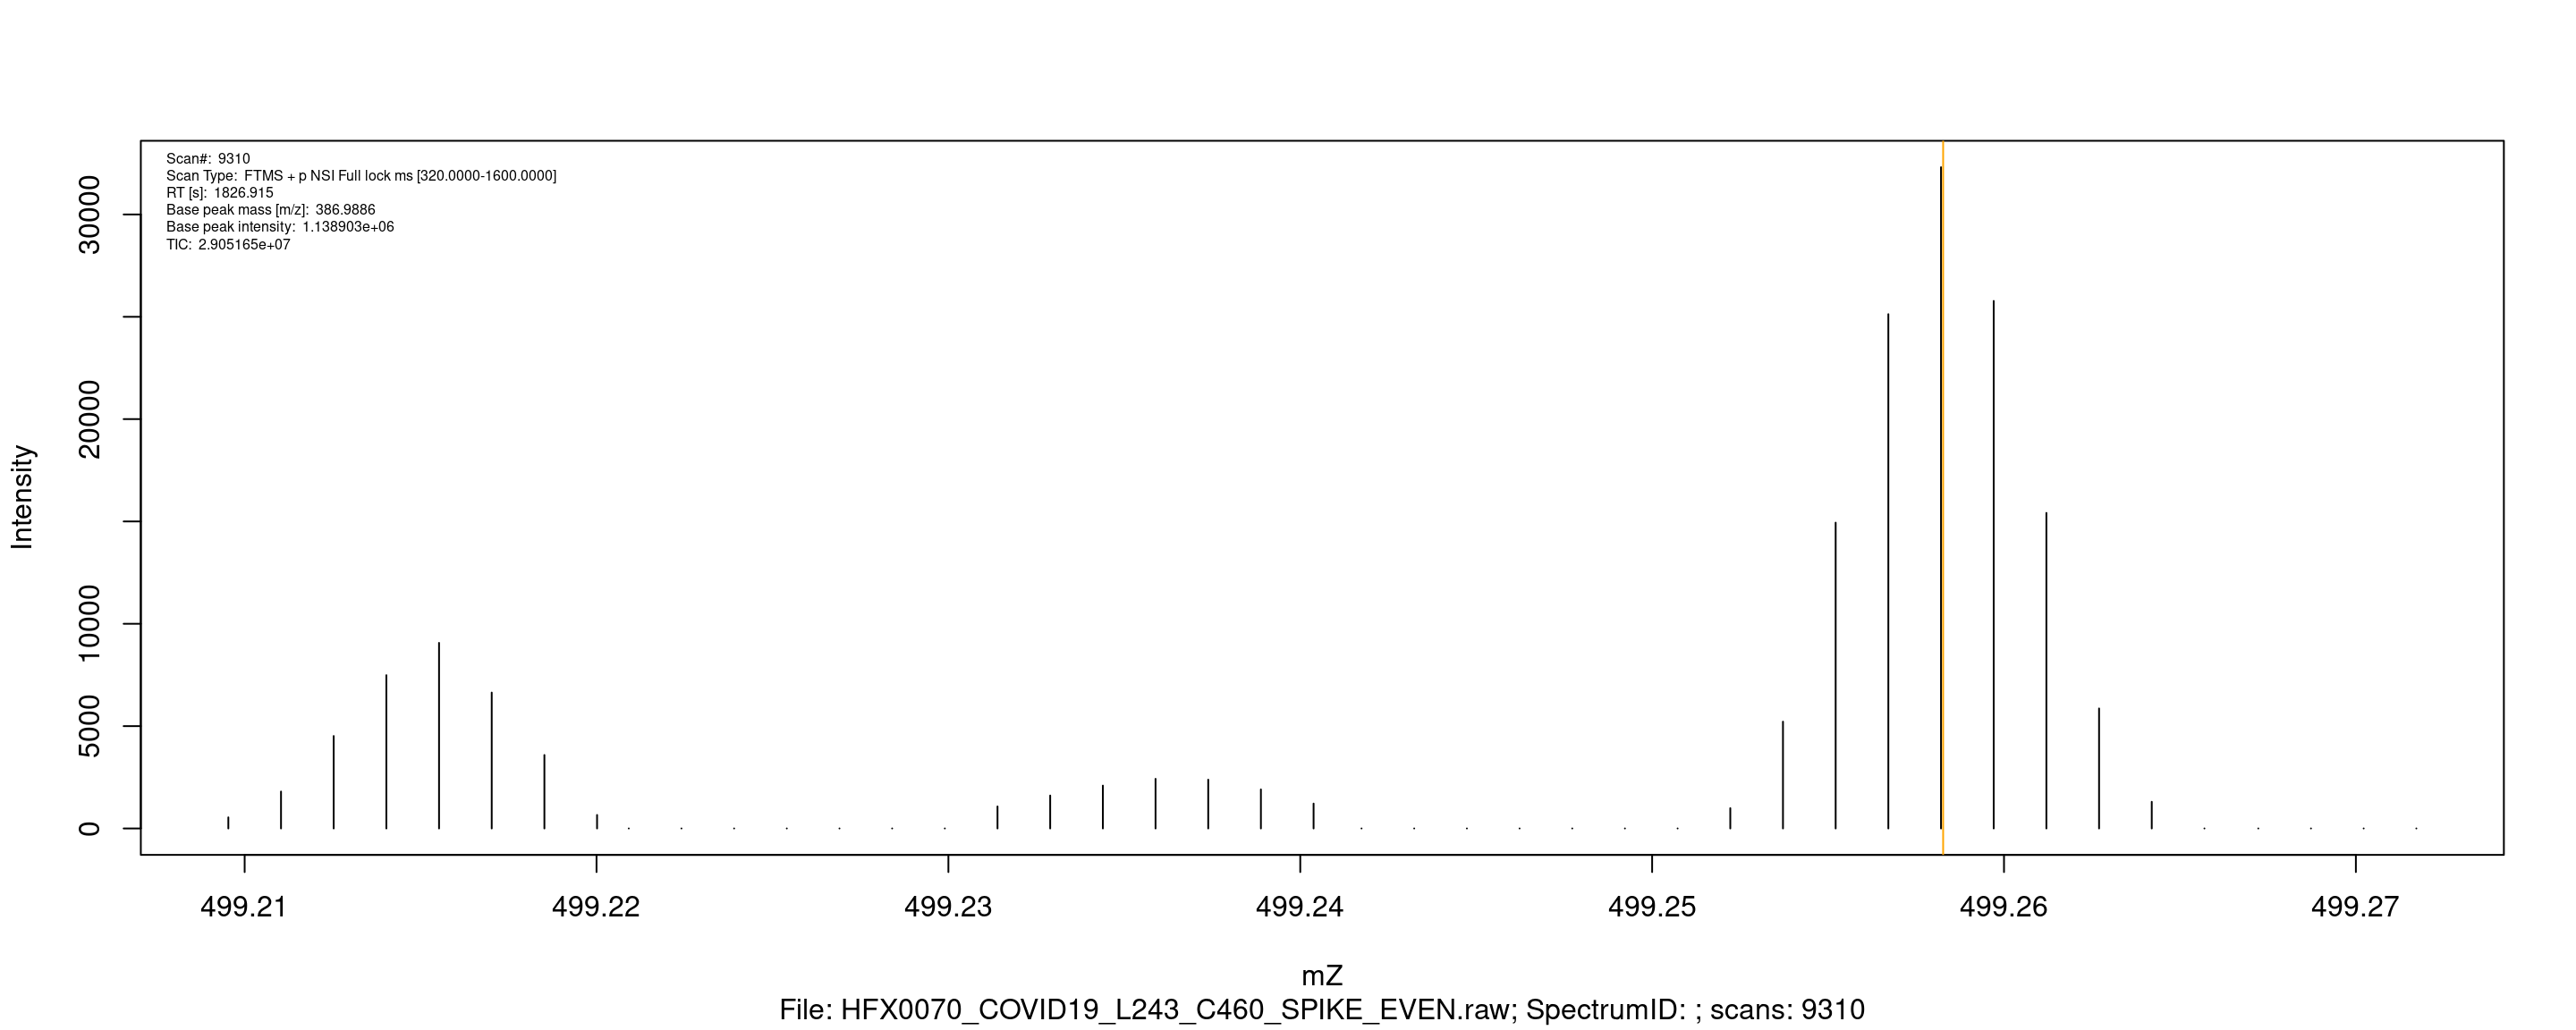 Scan#: 9310
Scan Type: FTMS + p NSI Full lock ms [320.0000-1600.0000]
RT [s]: 1826.915
Base peak mass [m/z]: 386.9886
Base peak intensity: 1.138903e+06
TIC: 2.905165e+07
30000
20000
10000
5000
0
Intensity
499.21 499.22 499.23 499.24 499.25 499.26 499.27
mZ
File: HFX0070_COVID19_L243_C460_SPIKE_EVEN.raw; SpectrumID: ; scans: 9310